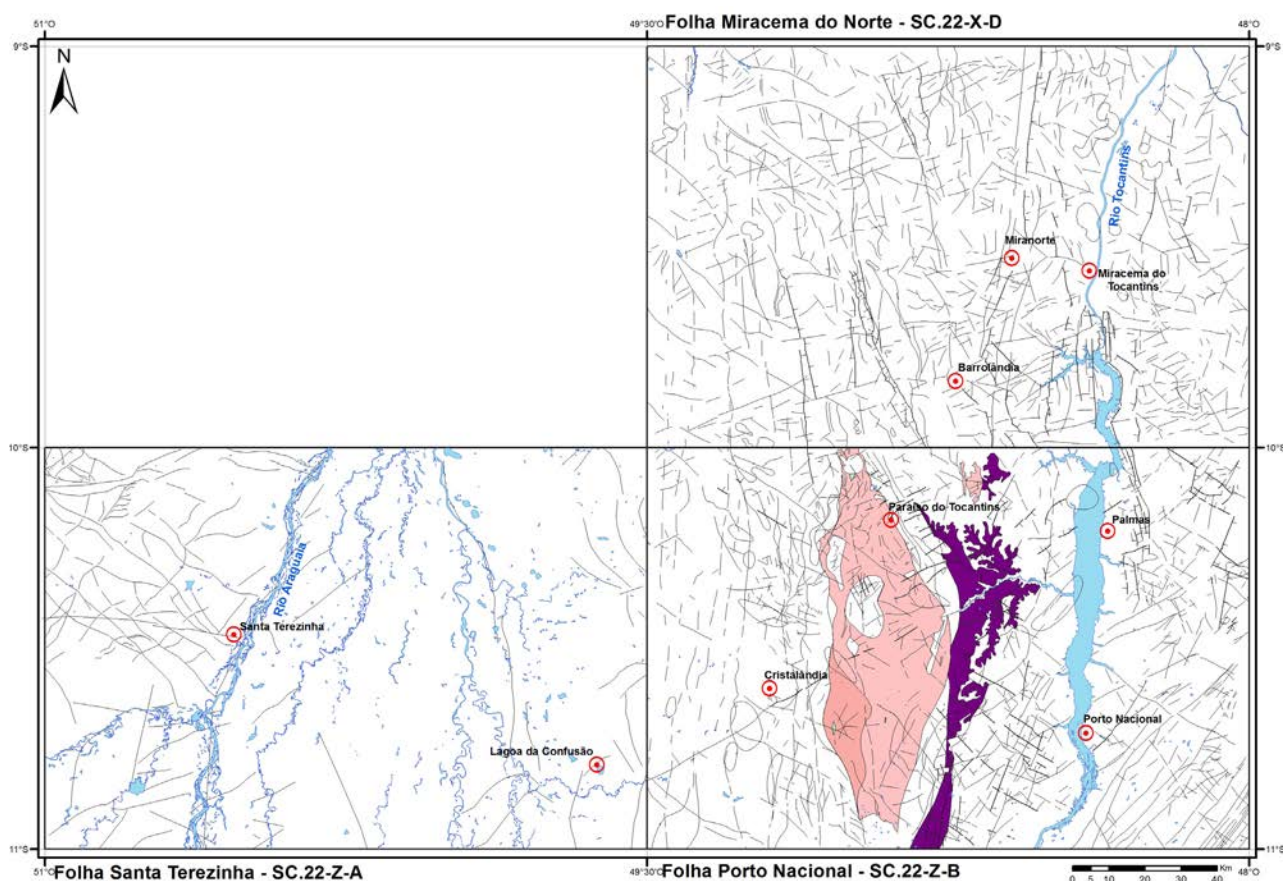 51°O
49°30'O
Folha Miracema do Norte - SC.22-X-D
48°O
9°S
9°S
N
Rio Tocantins
Miranorte
Miracema do
Tocantins
Barrolândia
10°S
10°S
Paraíso do Tocantins
Palmas
Rio Araguaia
Santa Terezinha
Cristalândia
Porto Nacional
Lagoa da Confusão
11°S
11°S
Folha Santa Terezinha - SC.22-Z-A
49°30'O
Folha Porto Nacional - SC.22-Z-B
Km
0 5 10 20 30 40
48°O